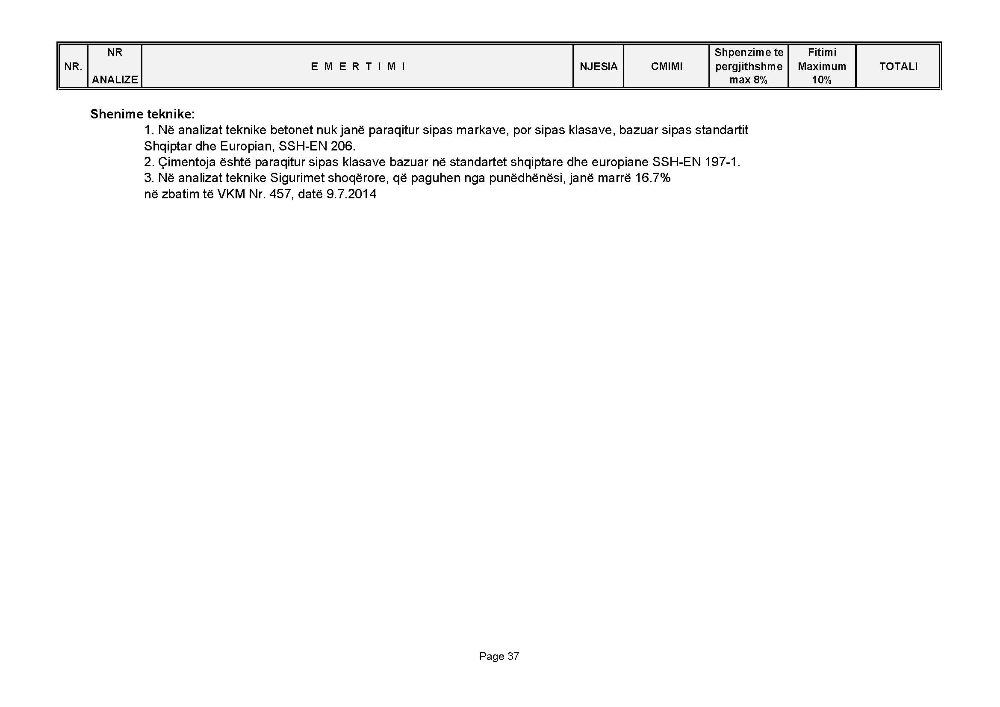 NR.
NR
ANALIZE
E M E R T I M I
NJESIA
CMIMI
Shpenzime te
pergjithshme
max 8%
Fitimi
Maximum
10%
TOTALI
Shenime teknike:
1. Në analizat teknike betonet nuk janë paraqitur sipas markave, por sipas klasave, bazuar sipas standartit
Shqiptar dhe Europian, SSH-EN 206.
2. Çimentoja është paraqitur sipas klasave bazuar në standartet shqiptare dhe europiane SSH-EN 197-1.
3. Në analizat teknike Sigurimet shoqërore, që paguhen nga punëdhënësi, janë marrë 16.7%
në zbatim të VKM Nr. 457, datë 9.7.2014
Page 37